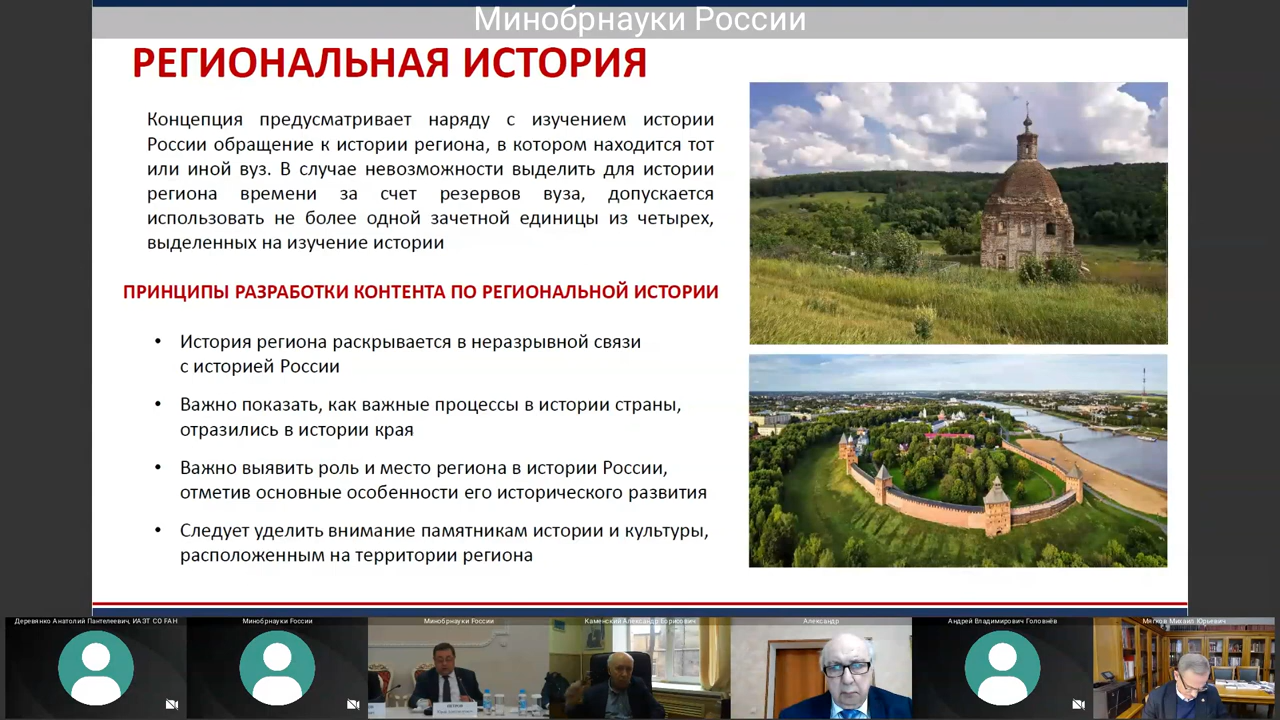 Минобрнауки России
РЕГИОНАЛЬНАЯ ИСТОРИЯ
Концепция предусматривает наряду с изучением истории
России обращение к истории региона, в котором находится тот
или иной вуз. В случае невозможности выделить для истории
региона времени за счет резервов вуза, допускается
использовать не более одной зачетной единицы из четырех,
выделенных на изучение истории
ПРИНЦИПЫ РАЗРАБОТКИ КОНТЕНТА ПО РЕГИОНАЛЬНОЙ ИСТОРИИ
• История региона раскрывается в неразрывной связи
с историей России
• Важно показать, как важные процессы в истории страны,
отразились в истории края
• Важно выявить роль и место региона в истории России,
отметив основные особенности его исторического развития
• Следует уделить внимание памятникам истории и культуры,
расположенным на территории региона
Деревянко Анатолий Пантелеевич, ИАЭТ СО РАН
Минобрнауки России
Минобрнауки России
Каменский Александр Борисович
Александр
Андрей Владимирович Головнёв
Мягков Михаил Юрьевич